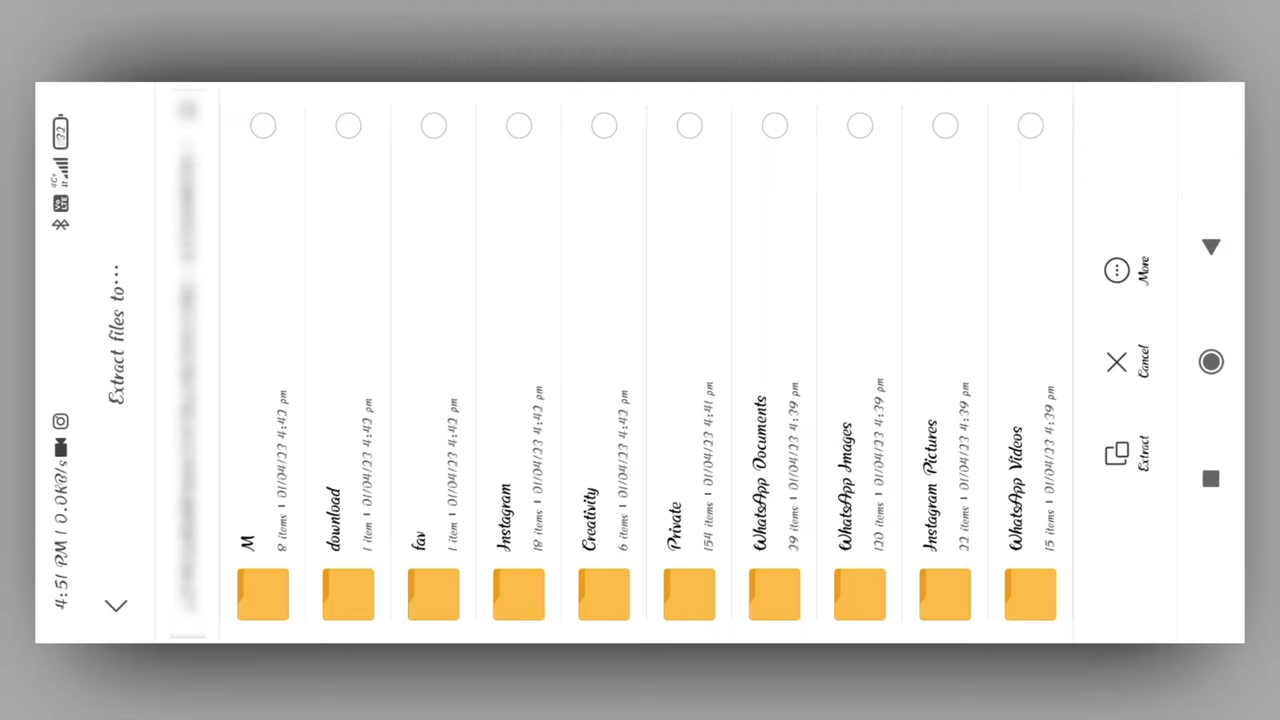 4:51 PM | 0.0KB/s
4G+
Vo LTE
32
Extract files to...
M
8 items | 01/04/23 4:42 pm
download
1 item | 01/04/23 4:42 pm
fav
1 item | 01/04/23 4:42 pm
Instagram
18 items | 01/04/23 4:42 pm
Creativity
6 items | 01/04/23 4:42 pm
Private
154 items | 01/04/23 4:41 pm
WhatsApp Documents
29 items | 01/04/23 4:39 pm
WhatsApp Images
120 items | 01/04/23 4:39 pm
Instagram Pictures
22 items | 01/04/23 4:39 pm
WhatsApp Videos
15 items | 01/04/23 4:39 pm
Extract
Cancel
More